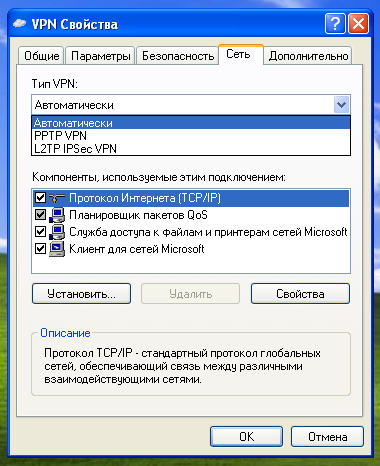 VPN Свойства
Общие Параметры Безопасность Сеть Дополнительно
Тип VPN:
Автоматически
Автоматически
PPTP VPN
L2TP IPSec VPN
Компоненты, используемые этим подключением:
Протокол Интернета (TCP/IP)
Планировщик пакетов QoS
Служба доступа к файлам и принтерам сетей Microsoft
Клиент для сетей Microsoft
Установить... Удалить Свойства
Описание
Протокол TCP/IP - стандартный протокол глобальных
сетей, обеспечивающий связь между различными
взаимодействующими сетями.
ОК Отмена